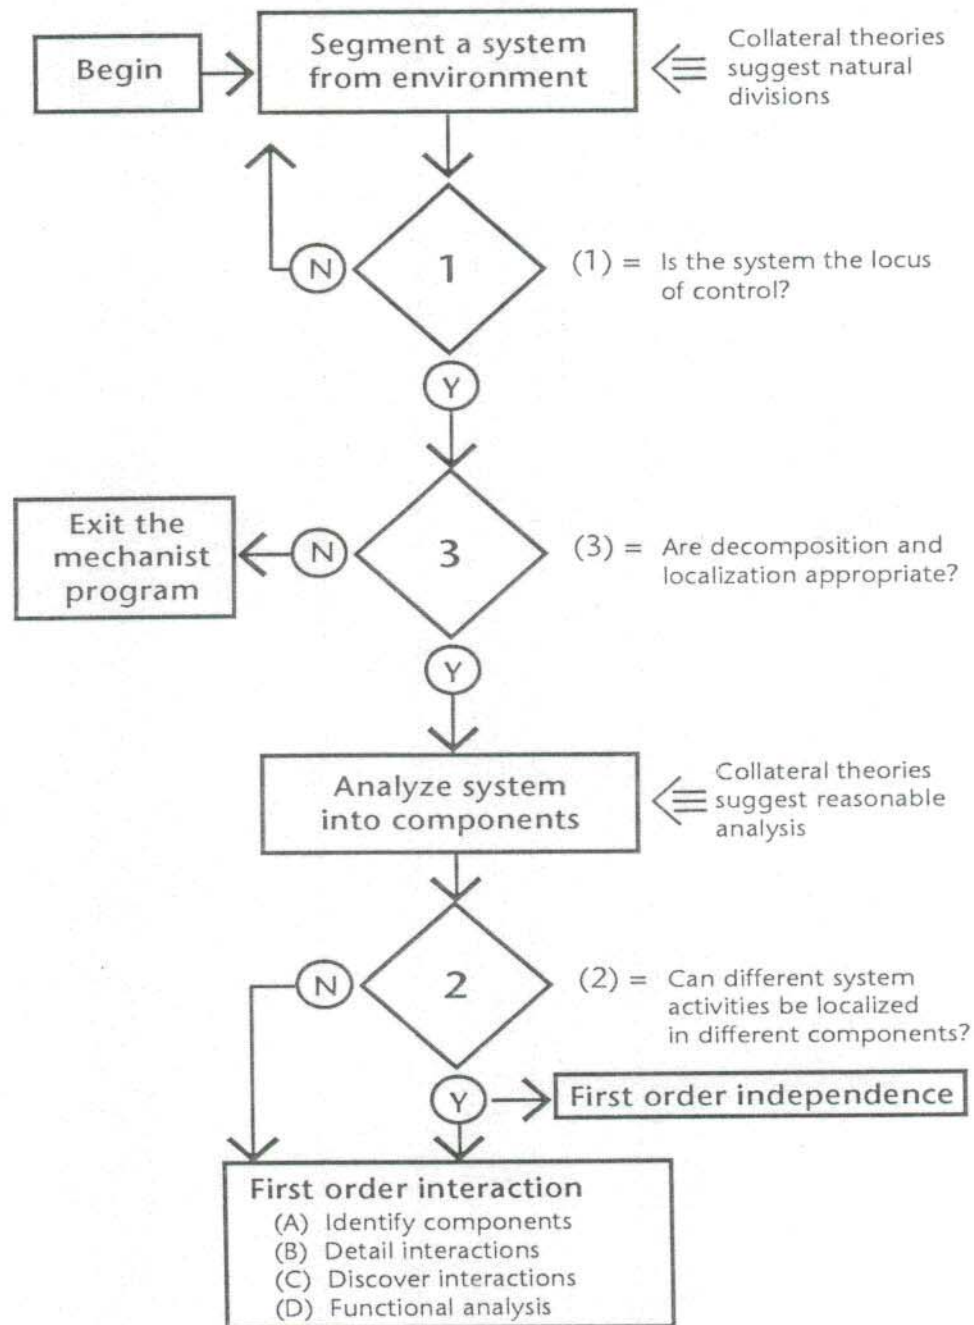 Begin
Segment a system
from environment
Collateral theories
suggest natural
divisions
N
1
(1) = Is the system the locus
of control?
Y
Exit the
mechanist
program
N
3
(3) = Are decomposition and
localization appropriate?
Y
Analyze system
into components
Collateral theories
suggest reasonable
analysis
N
2
(2) = Can different system
activities be localized
in different components?
Y
First order independence
First order interaction
(A) Identify components
(B) Detail interactions
(C) Discover interactions
(D) Functional analysis